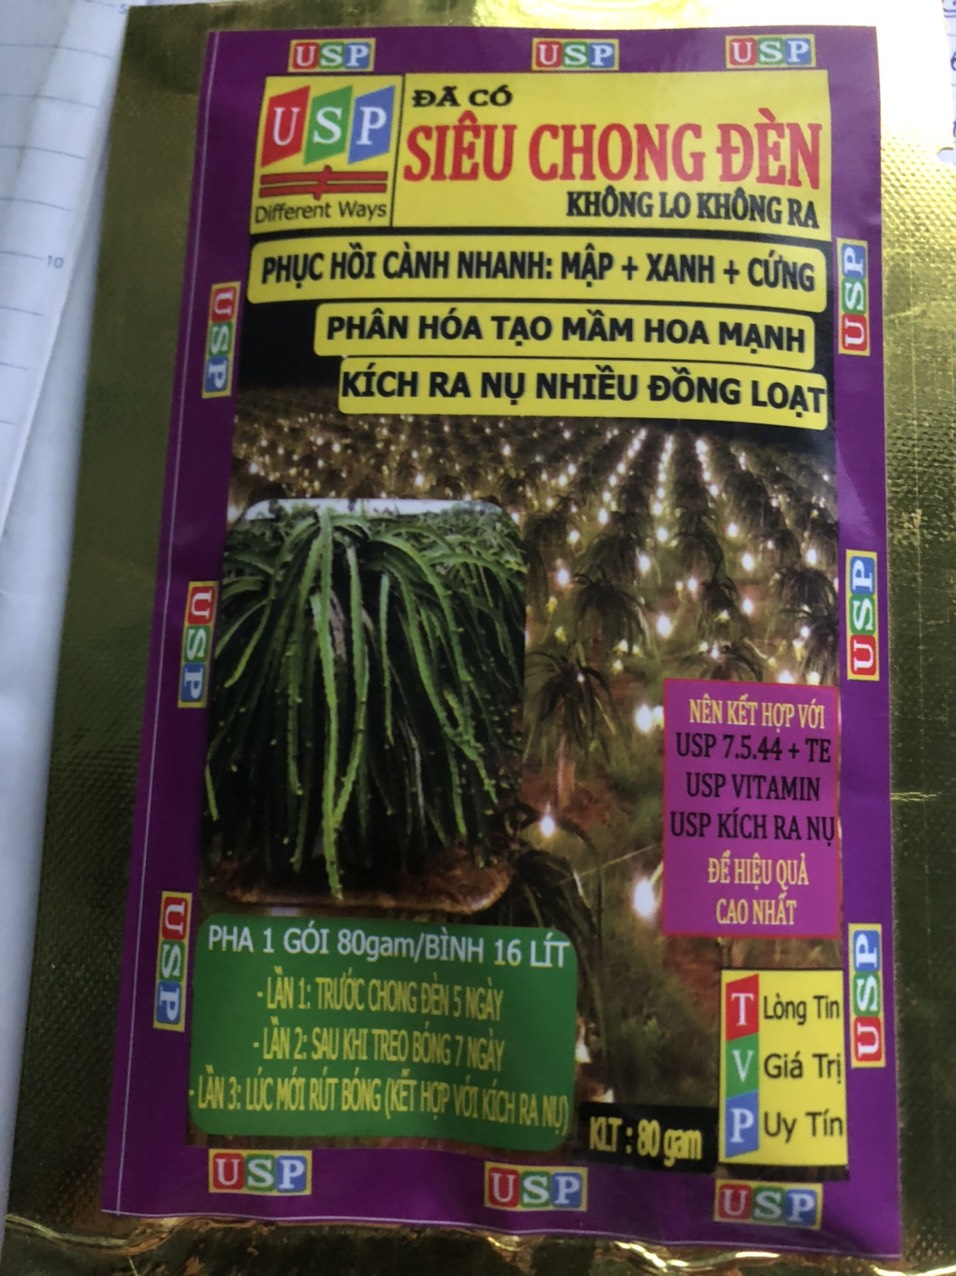 USP USP USP
USP
Different Ways
ĐÃ CÓ
SIÊU CHONG ĐÈN
KHÔNG LO KHÔNG RA
PHỤC HỒI CÀNH NHANH: MẬP + XANH + CỨNG
PHÂN HÓA TẠO MẦM HOA MẠNH
KÍCH RA NỤ NHIỀU ĐỒNG LOẠT
USP
USP
USP
USP
USP
USP
NÊN KẾT HỢP VỚI
USP 7.5.44 + TE
USP VITAMIN
USP KÍCH RA NỤ
ĐỂ HIỆU QUẢ
CAO NHẤT
PHA 1 GÓI 80gam/BÌNH 16 LÍT
- LẦN 1: TRƯỚC CHONG ĐÈN 5 NGÀY
- LẦN 2: SAU KHI TREO BÓNG 7 NGÀY
- LẦN 3: LÚC MỚI RÚT BÓNG (KẾT HỢP VỚI KÍCH RA NỤ)
KLT : 80 gam
T Lòng Tin
V Giá Trị
P Uy Tín
USP USP USP
10